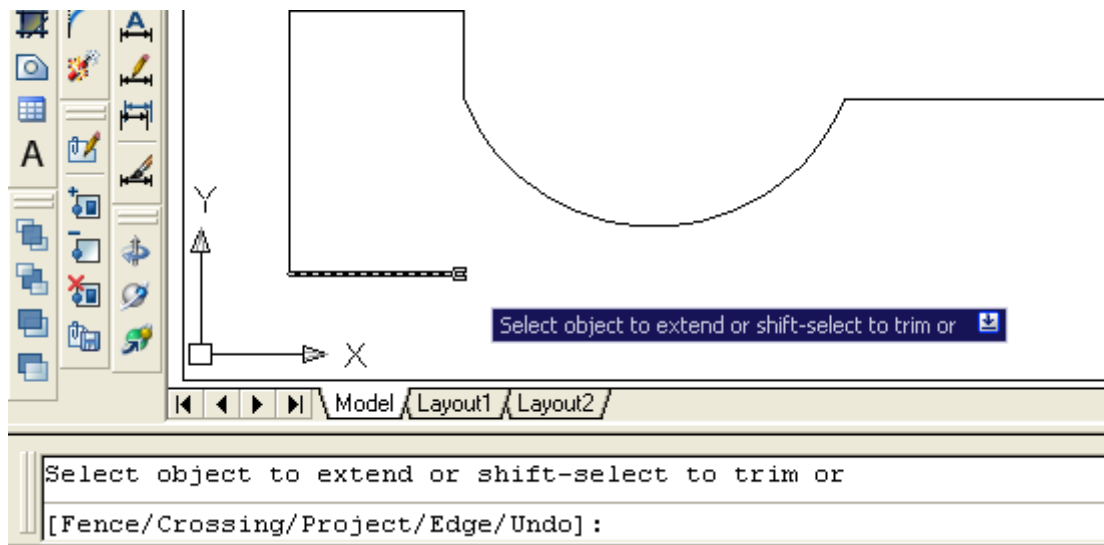 A
A
Y
X
Select object to extend or shift-select to trim or
Model Layout1 Layout2
Select object to extend or shift-select to trim or
[Fence/Crossing/Project/Edge/Undo]: